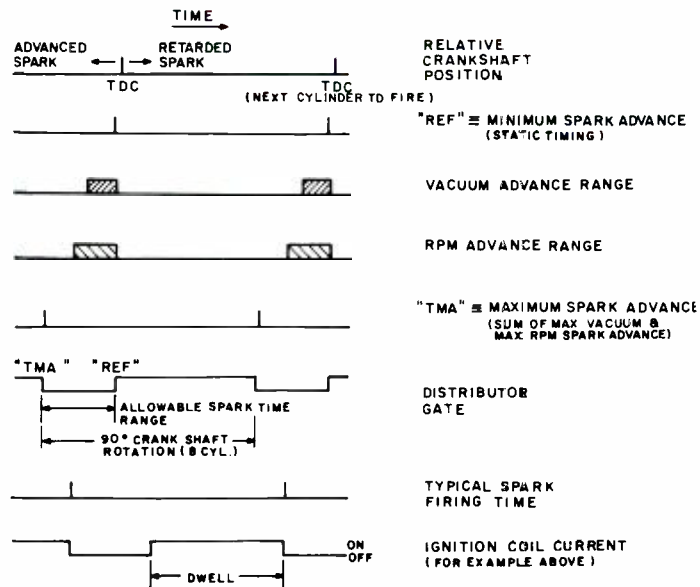 TIME
ADVANCED SPARK
RETARDED SPARK
TDC
TDC
(NEXT CYLINDER TO FIRE)
RELATIVE
CRANKSHAFT
POSITION
"REF" ≡ MINIMUM SPARK ADVANCE
(STATIC TIMING)
VACUUM ADVANCE RANGE
RPM ADVANCE RANGE
"TMA" ≡ MAXIMUM SPARK ADVANCE
(SUM OF MAX VACUUM &
MAX RPM SPARK ADVANCE)
"TMA" "REF"
ALLOWABLE SPARK TIME
RANGE
90° CRANK SHAFT
ROTATION (8 CYL.)
DISTRIBUTOR
GATE
TYPICAL SPARK
FIRING TIME
ON
OFF
DWELL
IGNITION COIL CURRENT
(FOR EXAMPLE ABOVE)